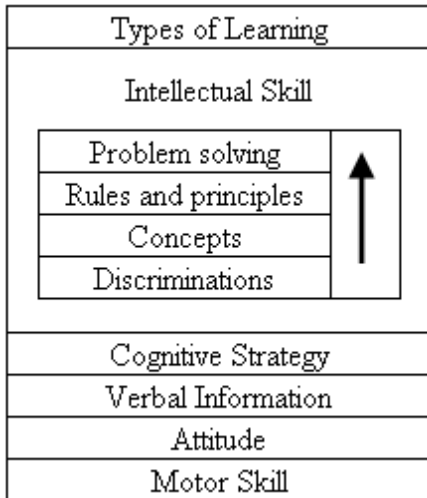 Types of Learning
Intellectual Skill
Problem solving
Rules and principles
Concepts
Discriminations
Cognitive Strategy
Verbal Information
Attitude
Motor Skill